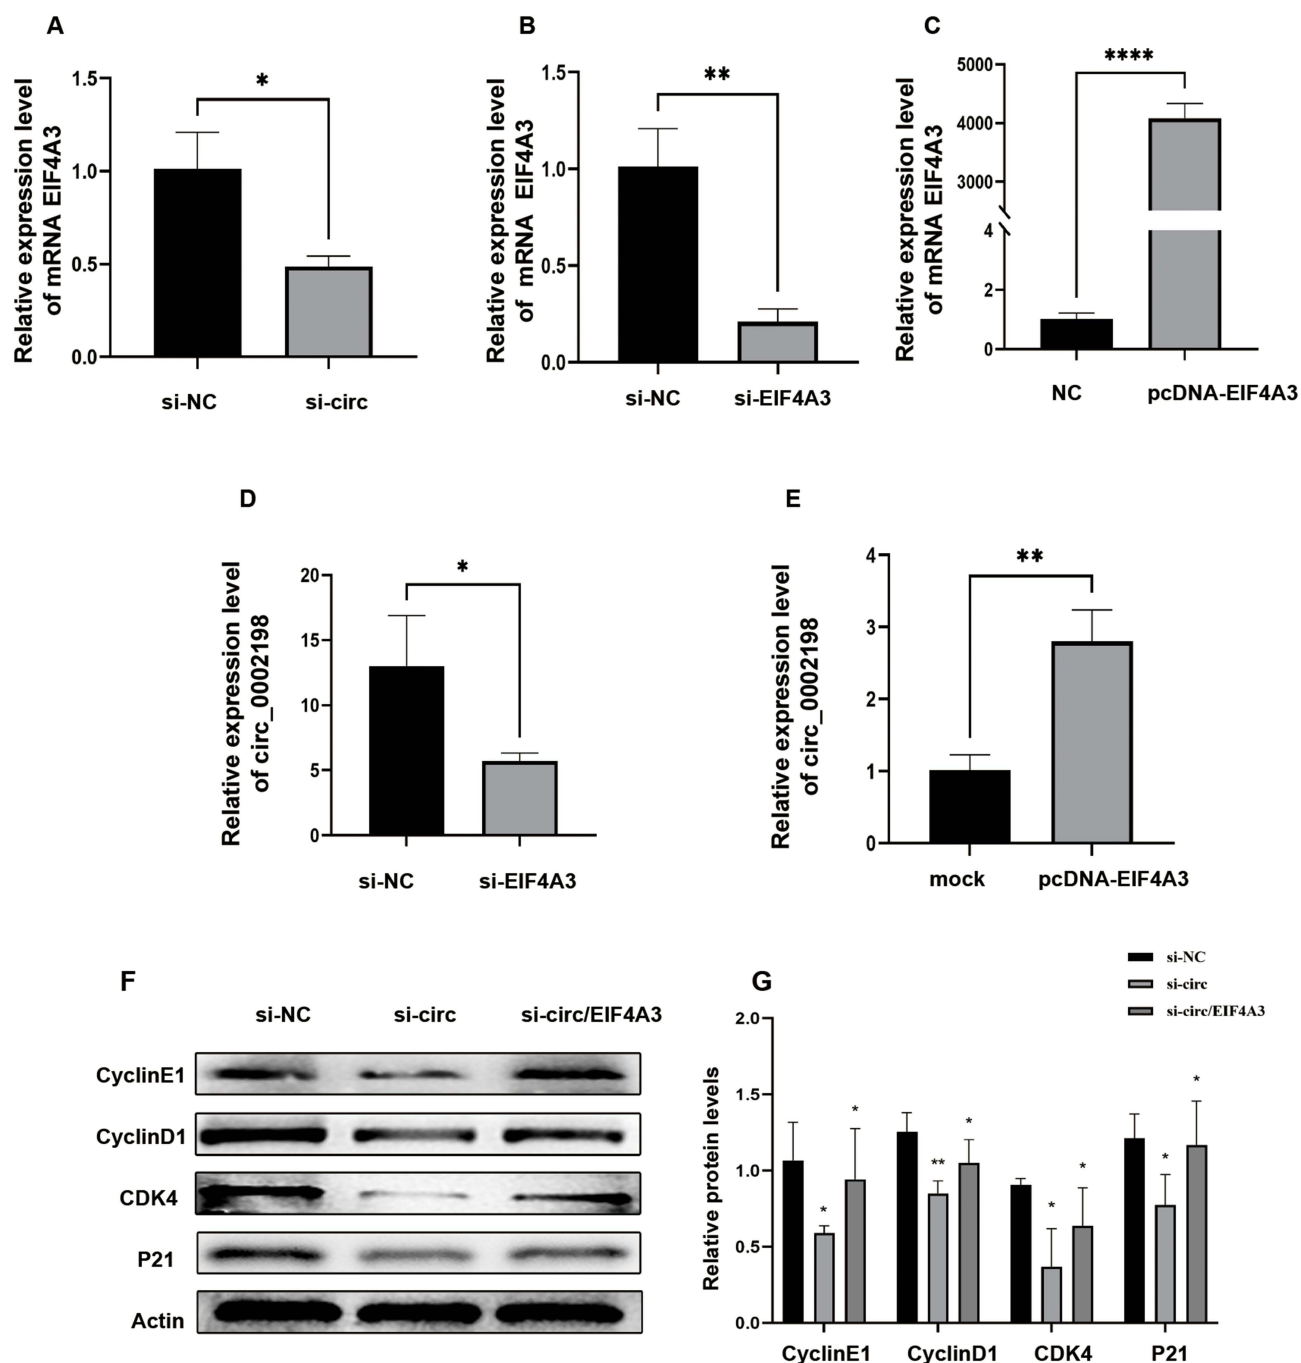 A
Relative expression level
of mRNA EIF4A3
1.5
1.0
0.5
0.0
*
si-NC si-circ
B
Relative expression level
of mRNA EIF4A3
1.5
1.0
0.5
0.0
**
si-NC si-EIF4A3
C
Relative expression level
of mRNA EIF4A3
5000
4000
3000
4
2
0
****
NC pcDNA-EIF4A3
D
Relative expression level
of circ_0002198
20
15
10
5
0
*
si-NC si-EIF4A3
E
Relative expression level
of circ_0002198
4
3
2
1
0
**
mock pcDNA-EIF4A3
F
si-NC si-circ si-circ/EIF4A3
CyclinE1
CyclinD1
CDK4
P21
Actin
G
si-NC
si-circ
si-circ/EIF4A3
Relative protein levels
2.0
1.5
1.0
0.5
0.0
* * ** * * * * *
CyclinE1 CyclinD1 CDK4 P21